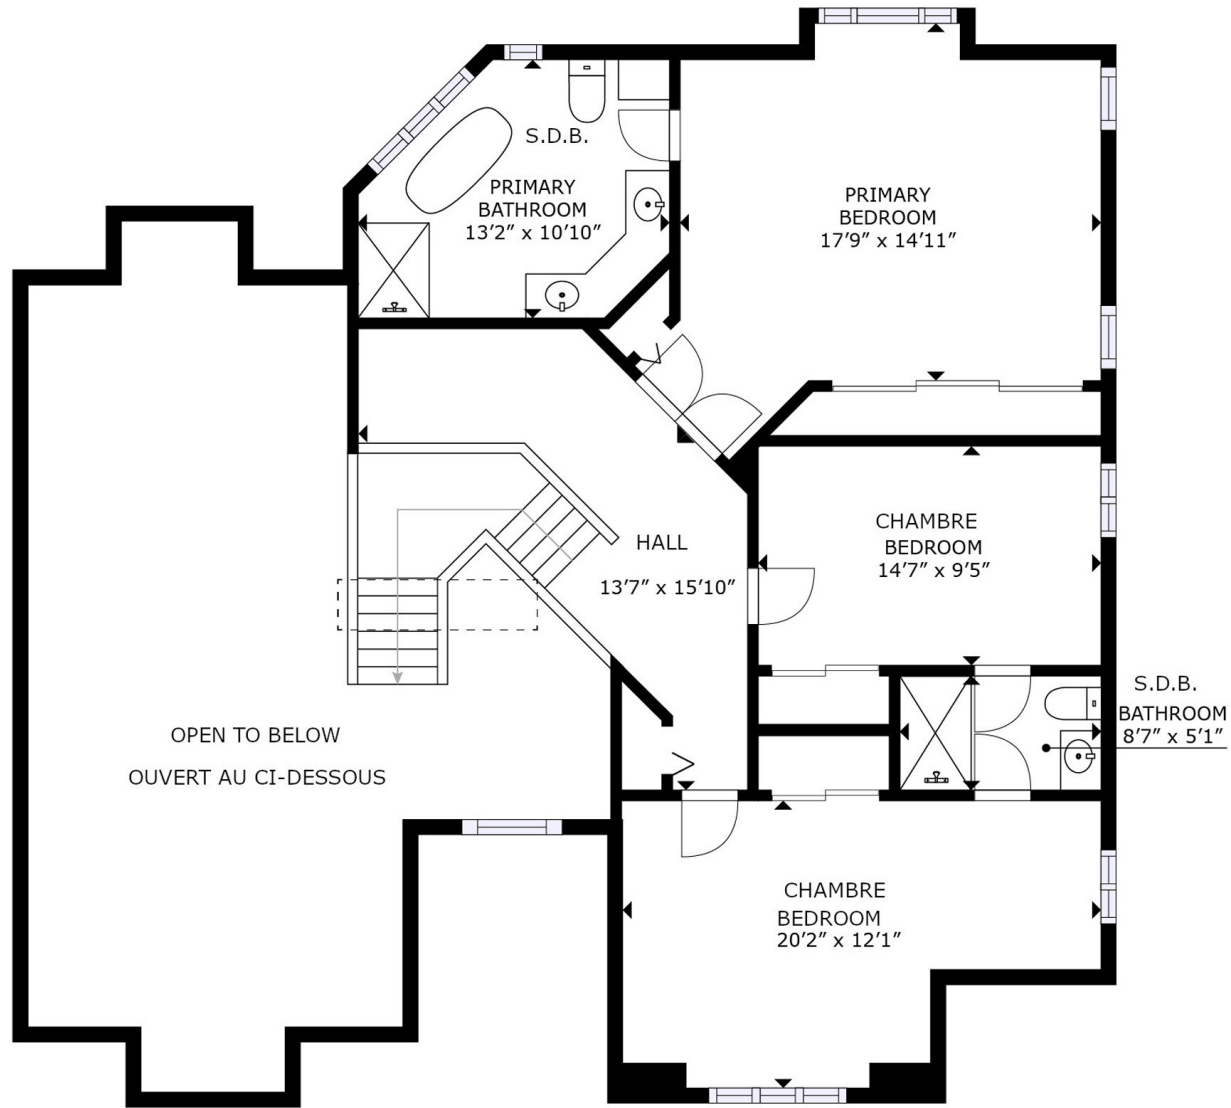 S.D.B.
PRIMARY
BATHROOM
13’2” x 10’10”
PRIMARY
BEDROOM
17’9” x 14’11”
CHAMBRE
BEDROOM
14’7” x 9’5”
HALL
13’7” x 15’10”
S.D.B.
BATHROOM
8’7” x 5’1”
OPEN TO BELOW
OUVERT AU CI-DESSOUS
CHAMBRE
BEDROOM
20’2” x 12’1”